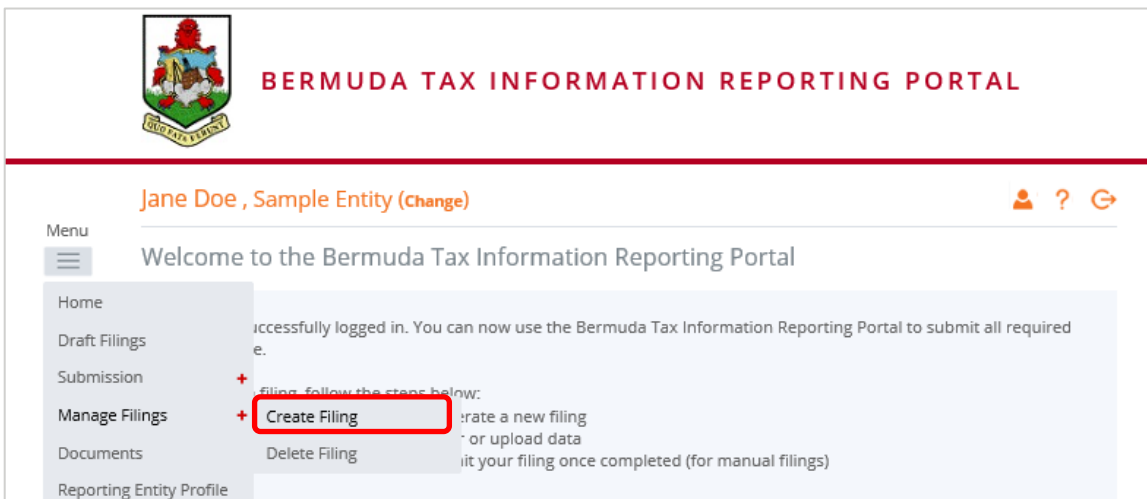 QUO FATA FERUNT
BERMUDA TAX INFORMATION REPORTING PORTAL
Jane Doe , Sample Entity (Change)
?
Menu
Welcome to the Bermuda Tax Information Reporting Portal
Home
Draft Filings
Submission +
Manage Filings +
Documents
Reporting Entity Profile
Create Filing
Delete Filing
uccessfully logged in. You can now use the Bermuda Tax Information Reporting Portal to submit all required
e.
filing, follow the steps below:
erate a new filing
r or upload data
it your filing once completed (for manual filings)